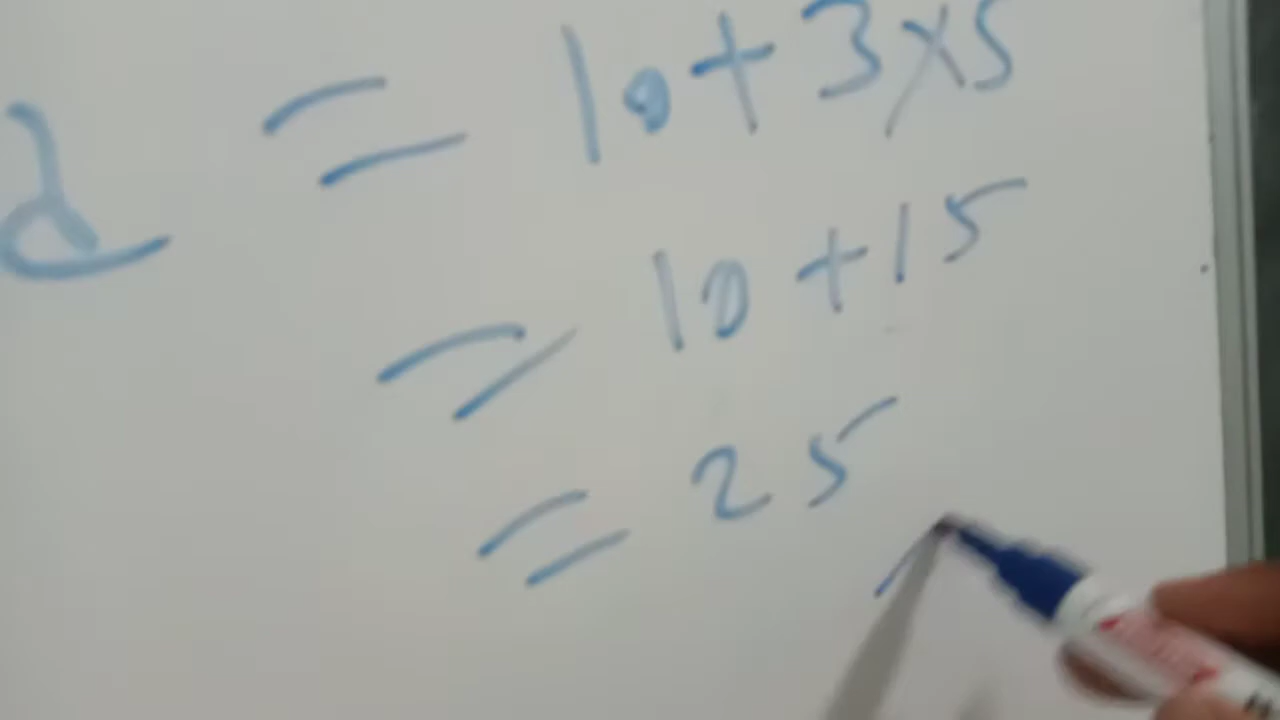 = 10 + 3 × 5
= 10 + 15
= 25